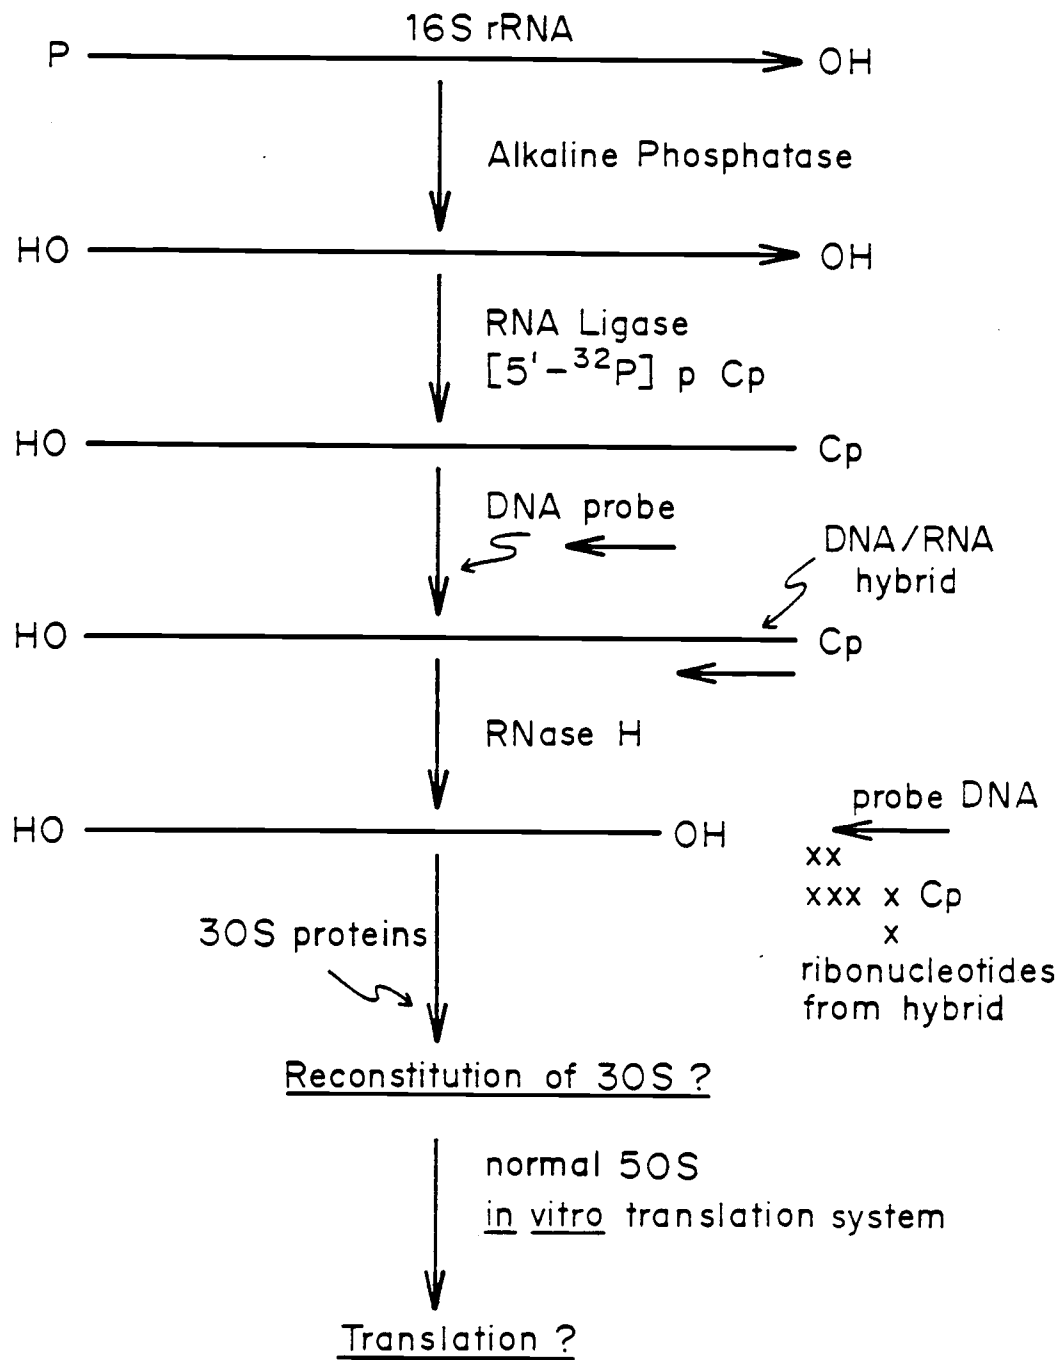 16S rRNA
P OH
Alkaline Phosphatase
HO OH
RNA Ligase
[5'-³²P] p Cp
HO Cp
DNA probe
DNA/RNA
hybrid
HO Cp
RNase H
probe DNA
HO OH
xx
xxx x Cp
x
30S proteins
ribonucleotides
from hybrid
Reconstitution of 30S ?
normal 50S
in vitro translation system
Translation ?